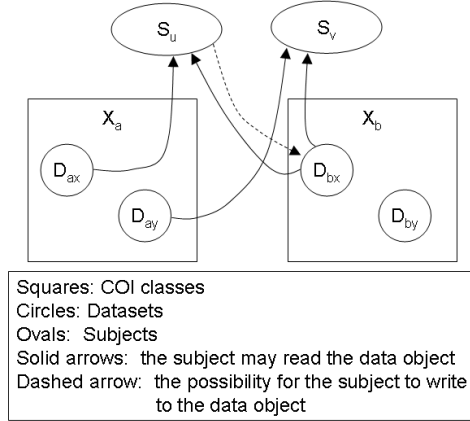 Su
Sv
Xa
Xb
Dax
Dbx
Day
Dby
Squares: COI classes
Circles: Datasets
Ovals: Subjects
Solid arrows: the subject may read the data object
Dashed arrow: the possibility for the subject to write
to the data object